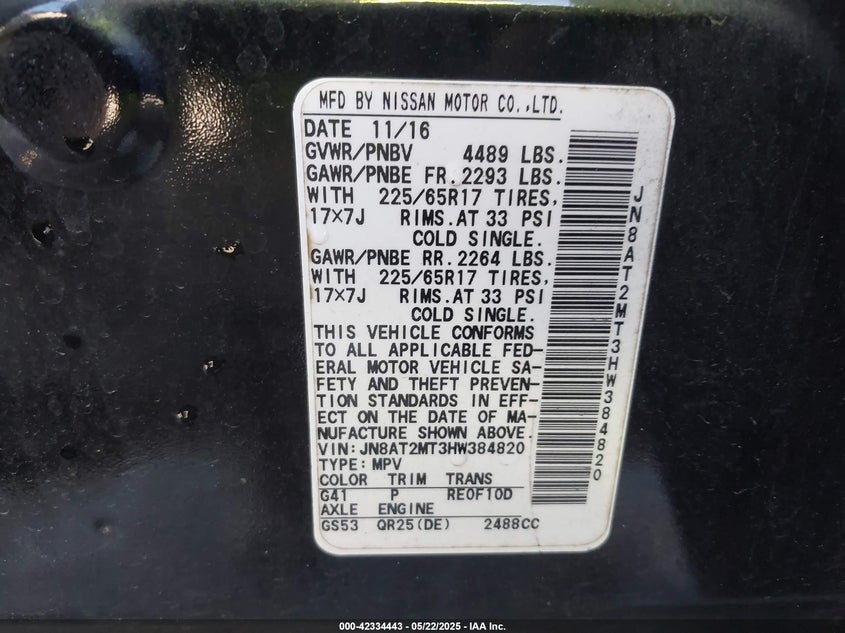 MFD BY NISSAN MOTOR CO.,LTD.
DATE 11/16
GVWR/PNBV 4489 LBS.
GAWR/PNBE FR.2293 LBS.
WITH 225/65R17 TIRES,
17×7J RIMS.AT 33 PSI
COLD SINGLE.
GAWR/PNBE RR.2264 LBS.
WITH 225/65R17 TIRES,
17×7J RIMS.AT 33 PSI
COLD SINGLE.
THIS VEHICLE CONFORMS
TO ALL APPLICABLE FED-
ERAL MOTOR VEHICLE SA-
FETY AND THEFT PREVEN-
TION STANDARDS IN EFF-
ECT ON THE DATE OF MA-
NUFACTURE SHOWN ABOVE.
VIN:JN8AT2MT3HW384820
TYPE:MPV
COLOR TRIM TRANS
G41 P RE0F10D
AXLE ENGINE
GS53 QR25(DE) 2488CC
JN8AT2MT3HW384820
000-42334443 - 05/22/2025 - IAA Inc.